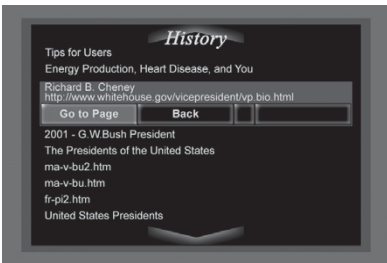 History
Tips for Users
Energy Production, Heart Disease, and You
Richard B. Cheney
http://www.whitehouse.gov/vicepresident/vp.bio.html
Go to Page Back
2001 - G.W.Bush President
The Presidents of the United States
ma-v-bu2.htm
ma-v-bu.htm
fr-pi2.htm
United States Presidents